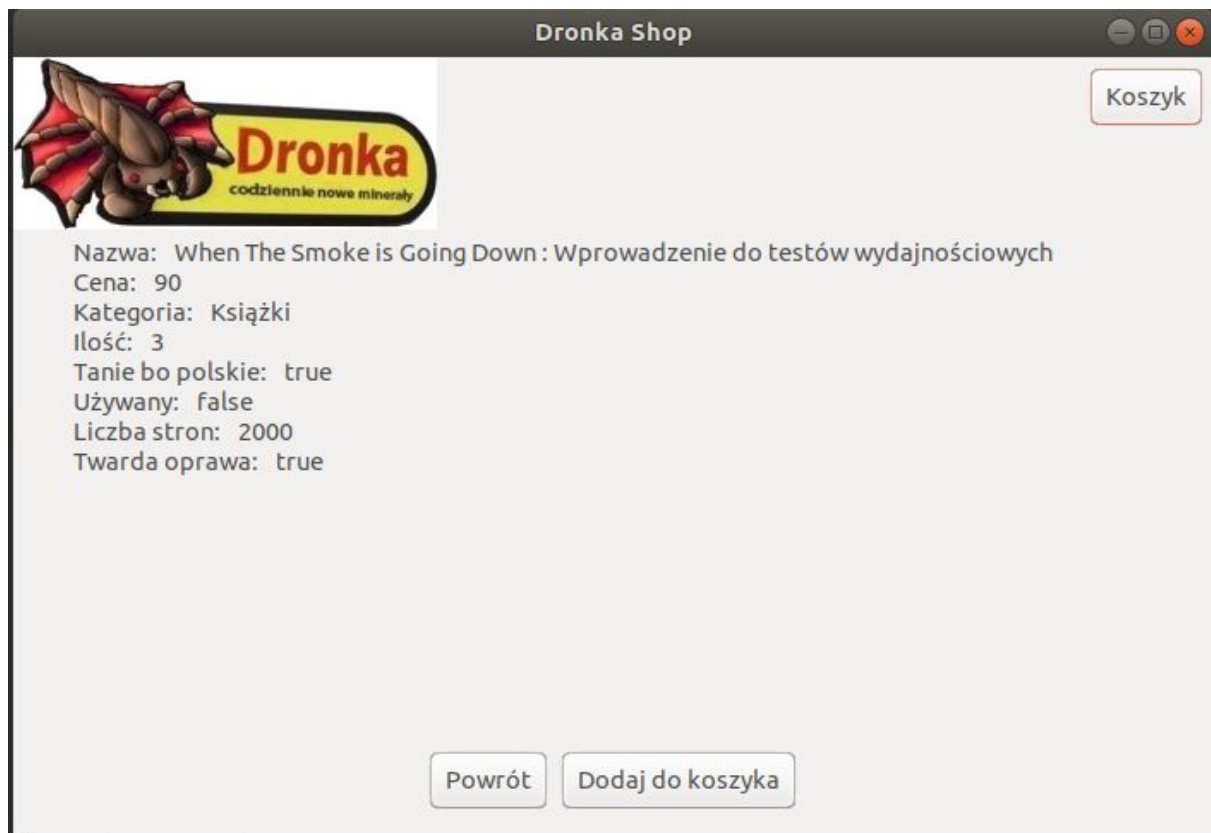 Dronka Shop
Koszyk
Dronka
codziennie nowe minerały
Nazwa: When The Smoke is Going Down : Wprowadzenie do testów wydajnościowych
Cena: 90
Kategoria: Książki
Ilość: 3
Tanie bo polskie: true
Używany: false
Liczba stron: 2000
Twarda oprawa: true
Powrót
Dodaj do koszyka